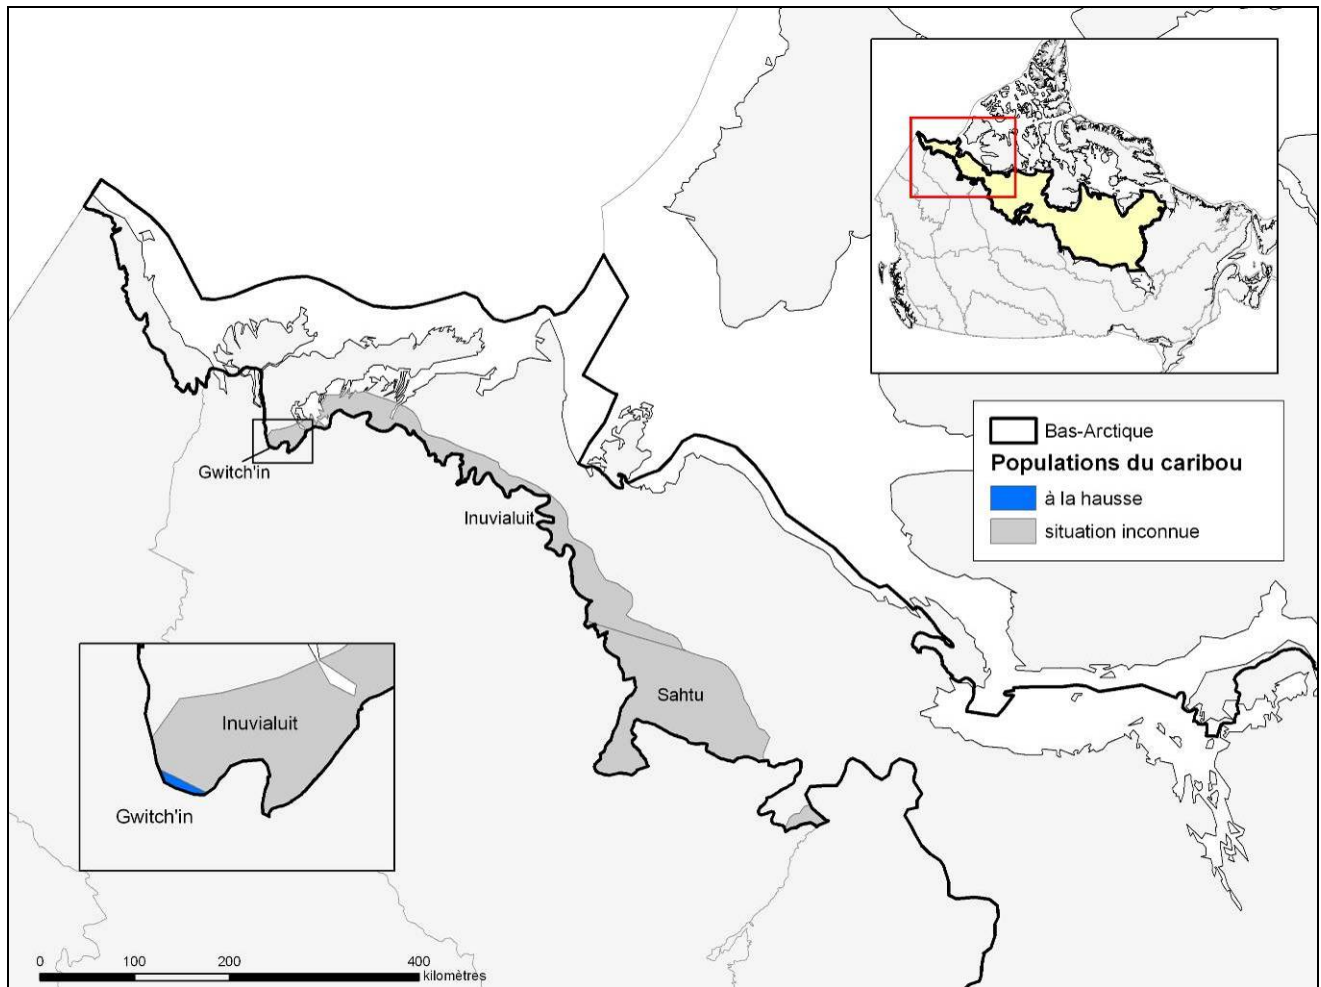 Bas-Arctique
Populations du caribou
à la hausse
situation inconnue
Gwitch'in
Inuvialuit
Sahtu
Inuvialuit
Gwitch'in
0 100 200 400
kilomètres